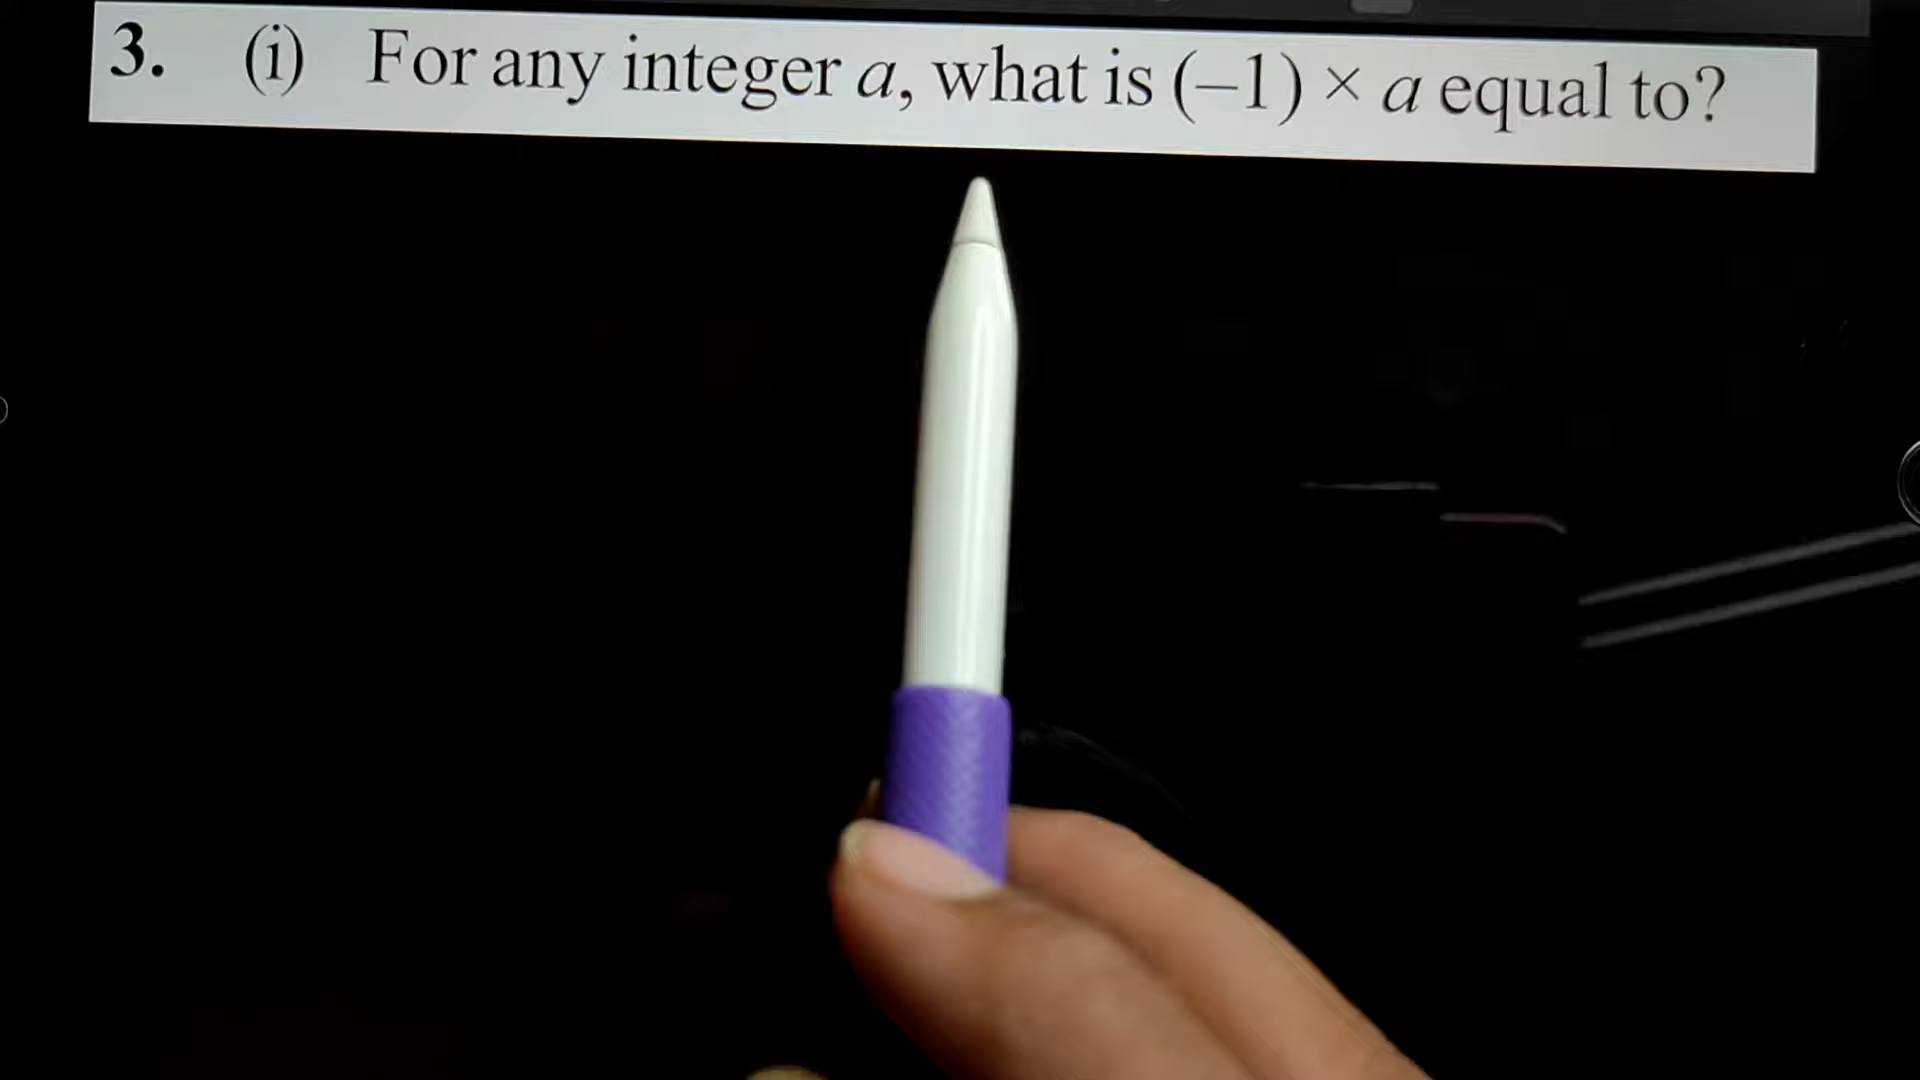 3. (i) For any integer a, what is (–1) × a equal to?